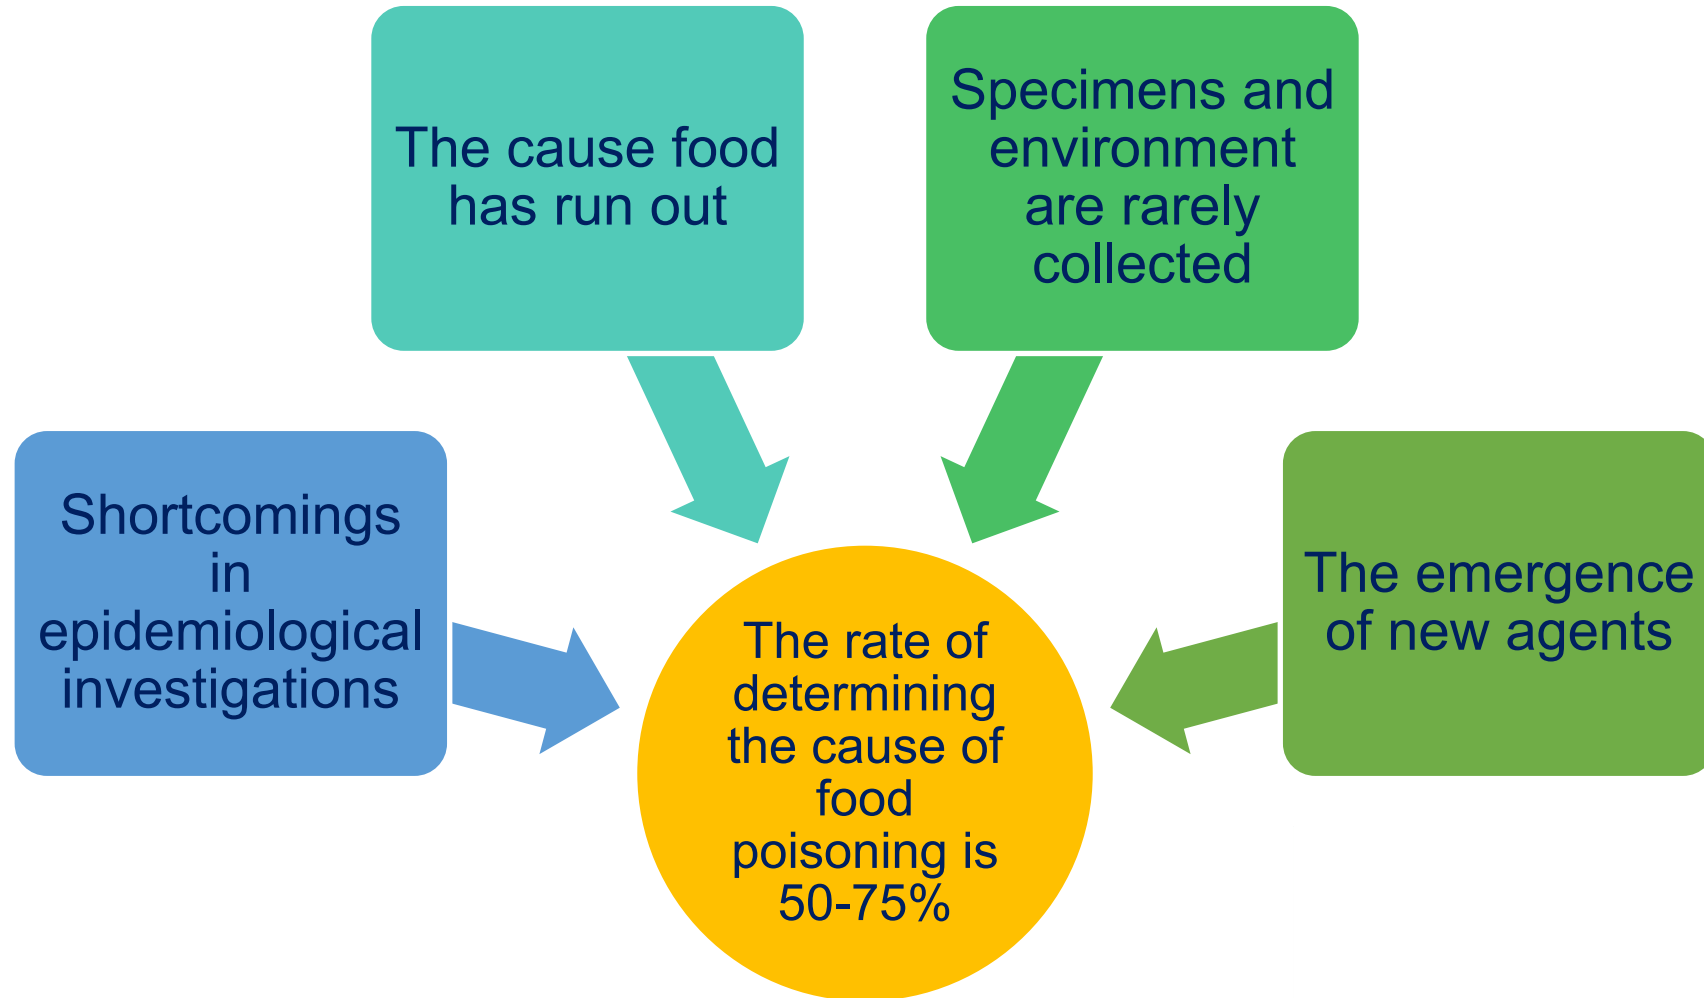 The cause food
has run out
Specimens and
environment
are rarely
collected
Shortcomings
in
epidemiological
investigations
The emergence
of new agents
The rate of
determining
the cause of
food
poisoning is
50-75%